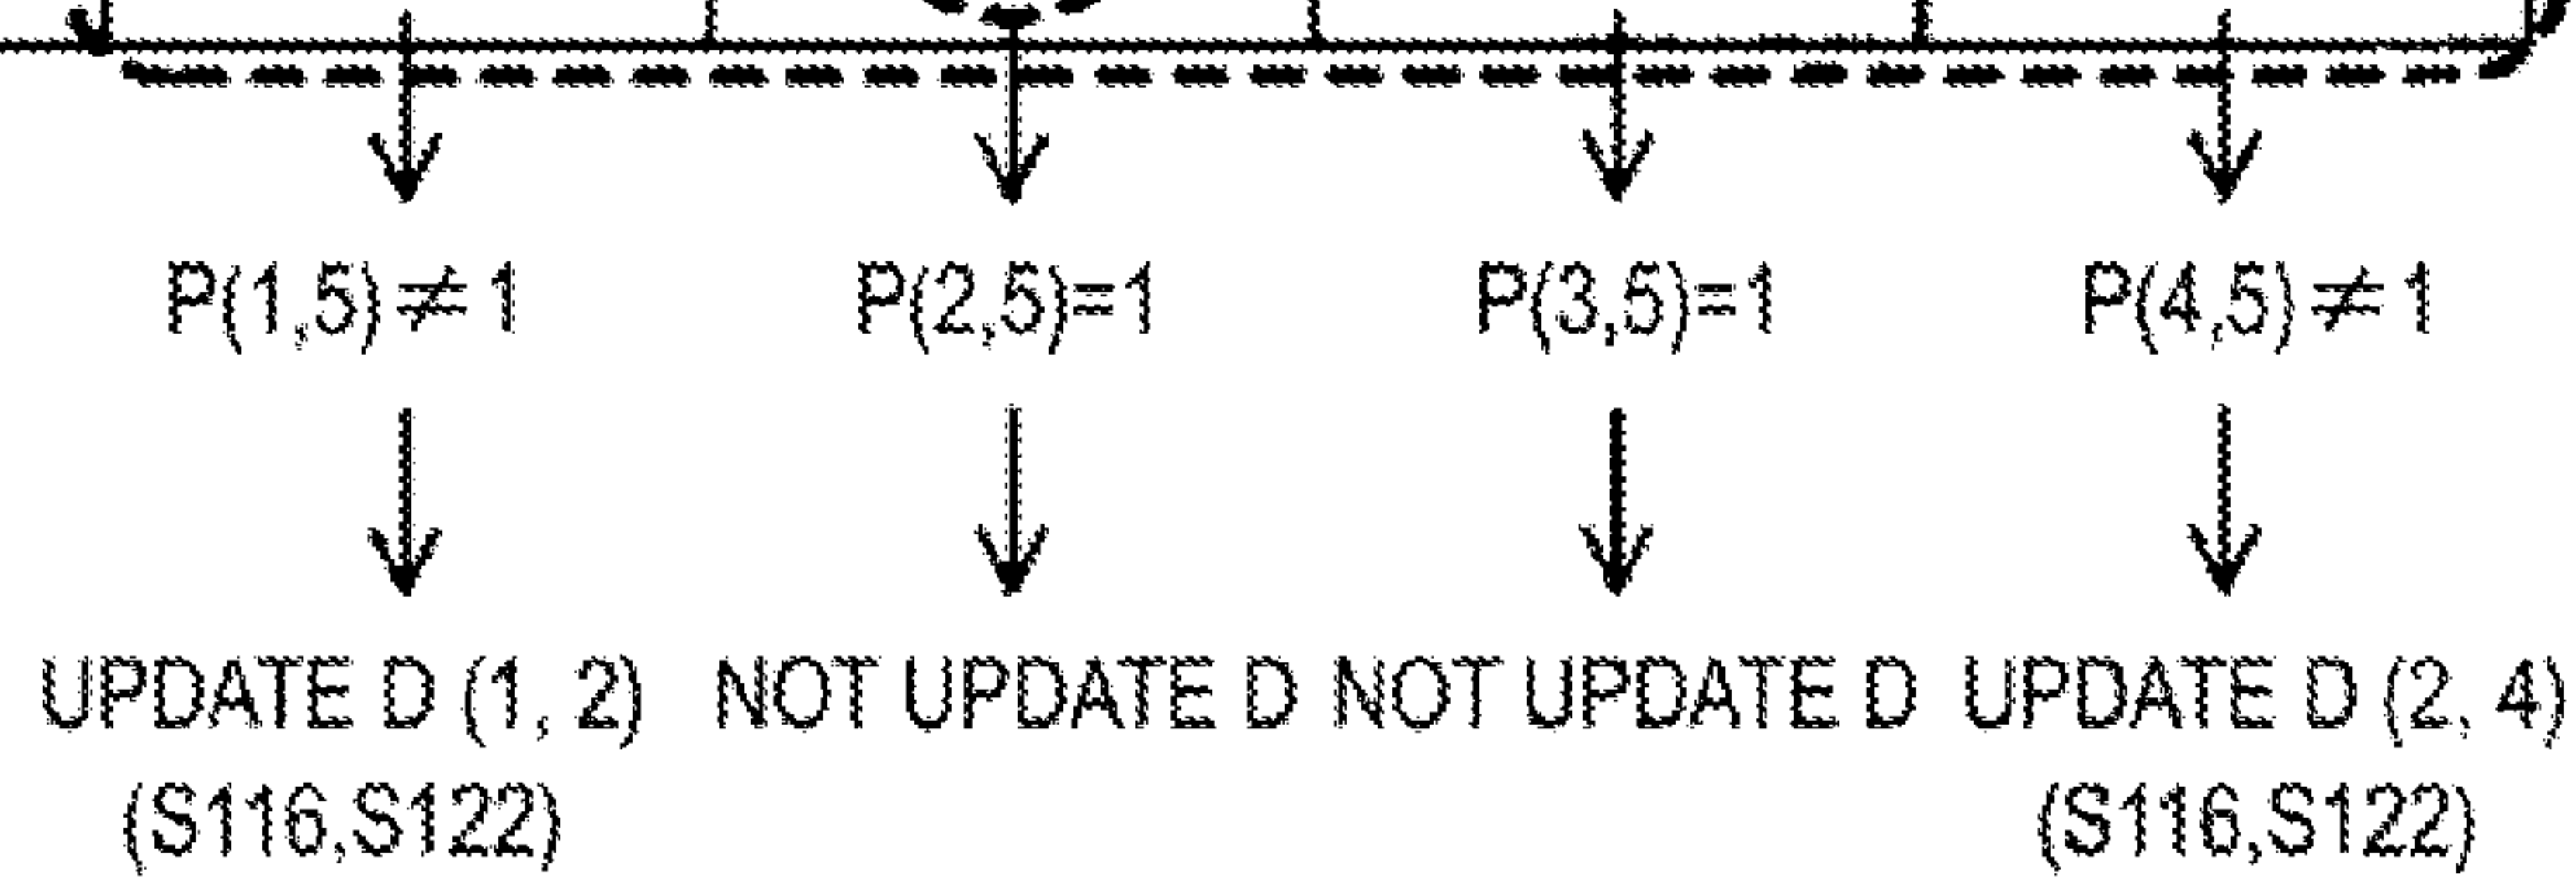 P(1,5)≠1 P(2,5)=1 P(3,5)=1 P(4,5)≠1
UPDATE D (1, 2) NOT UPDATE D NOT UPDATE D UPDATE D (2, 4)
(S116,S122) (S116,S122)